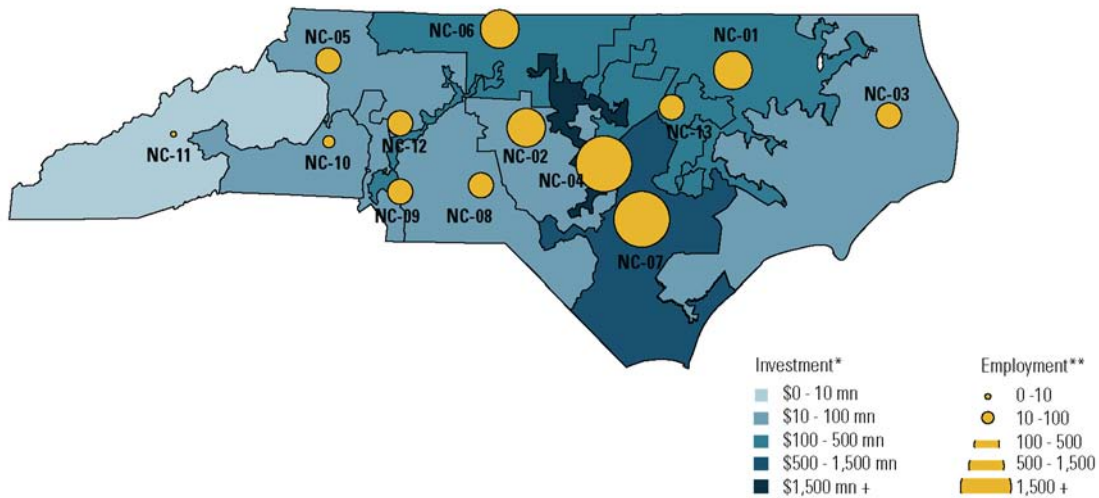 NC-05
NC-06
NC-01
NC-03
NC-11
NC-10
NC-12
NC-02
NC-13
NC-04
NC-09
NC-08
NC-07
Investment*
$0 - 10 mn
$10 - 100 mn
$100 - 500 mn
$500 - 1,500 mn
$1,500 mn +
Employment**
0 -10
10 -100
100 - 500
500 - 1,500
1,500 +